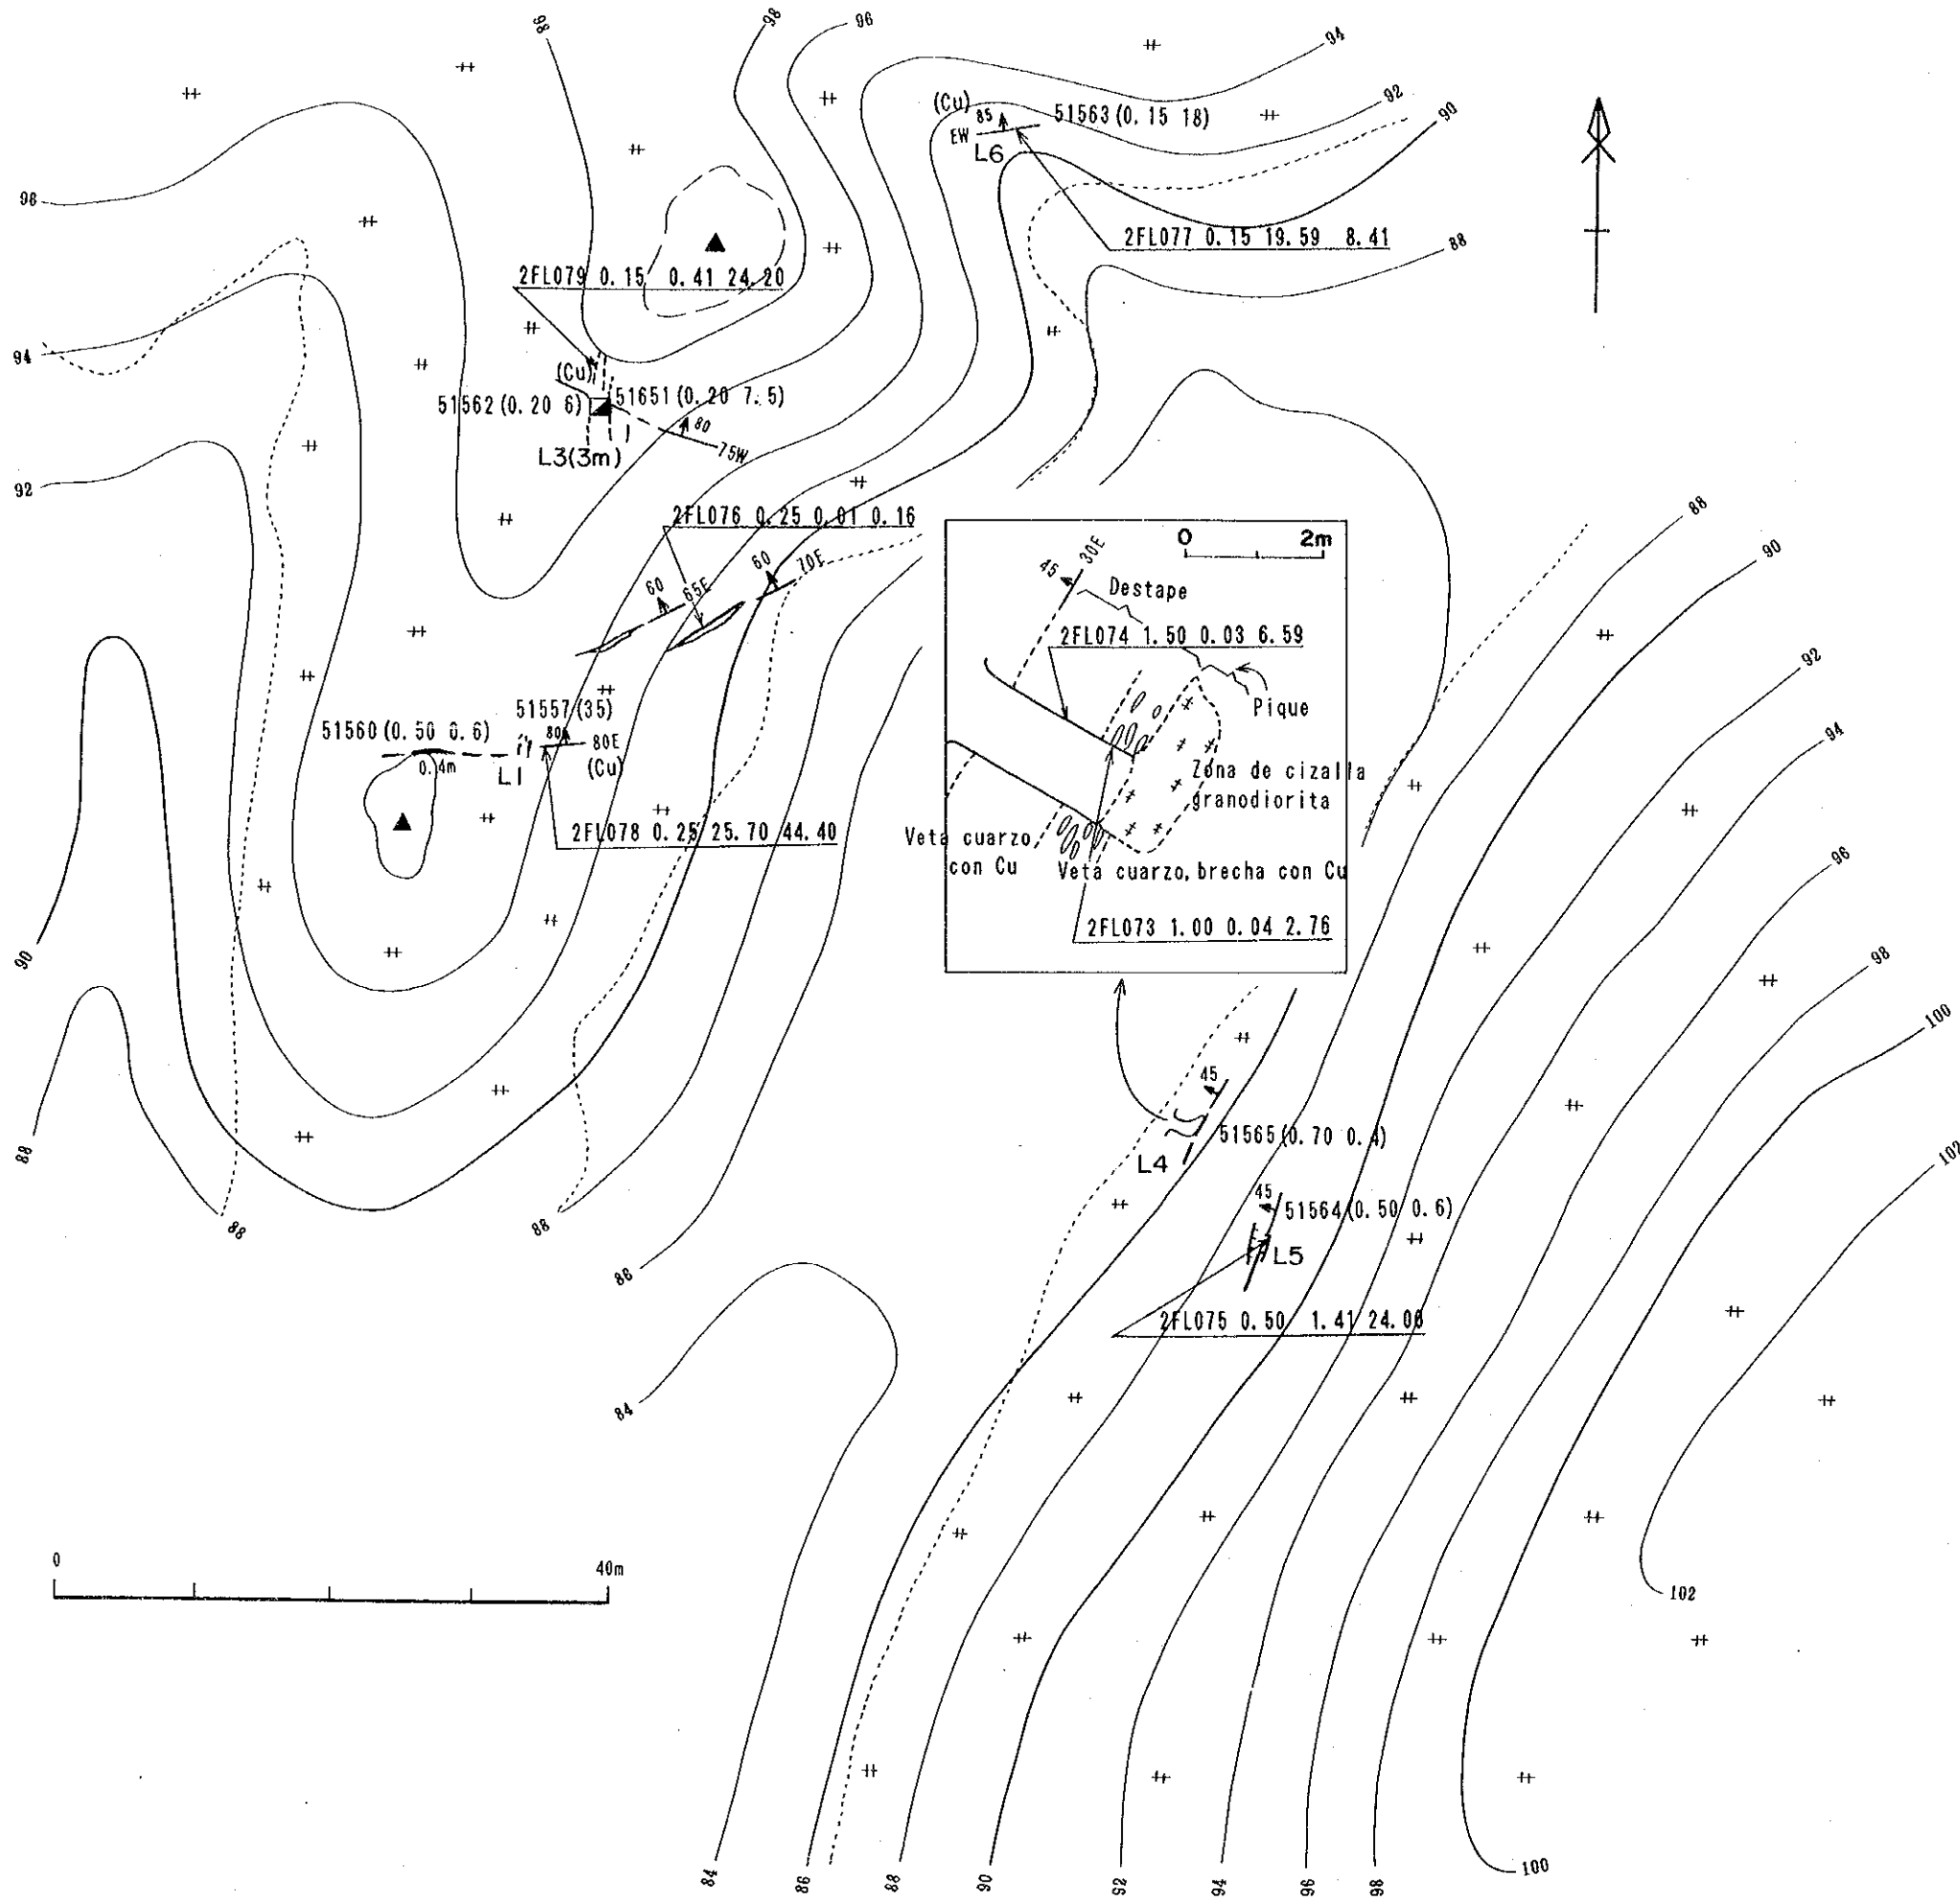 98
98
96
94
92
90
88
(Cu)
85
EW
L6
51563 (0.15 18)
2FL077 0.15 19.59 8.41
2FL079 0.15 0.41 24.20
(Cu)
51562 (0.20 6)
51651 (0.20 7.5)
80
75W
L3(3m)
94
92
2FL076 0.25 0.01 0.16
60
65E
60
70E
51557 (35)
51560 (0.50 0.6)
0.4m
L1
80
80E
(Cu)
2FL078 0.25 25.70 44.40
0 2m
45
30E
Destape
2FL074 1.50 0.03 6.59
Pique
Zona de cizalla
granodiorita
Veta cuarzo
con Cu
Veta cuarzo, brecha con Cu
2FL073 1.00 0.04 2.76
88
90
92
94
96
98
100
102
90
88
88
88
86
84
45
51565 (0.70 0.4)
L4
45
51564 (0.50 0.6)
L5
2FL075 0.50 1.41 24.00
0 40m
102
100
84
86
88
90
92
94
96
98